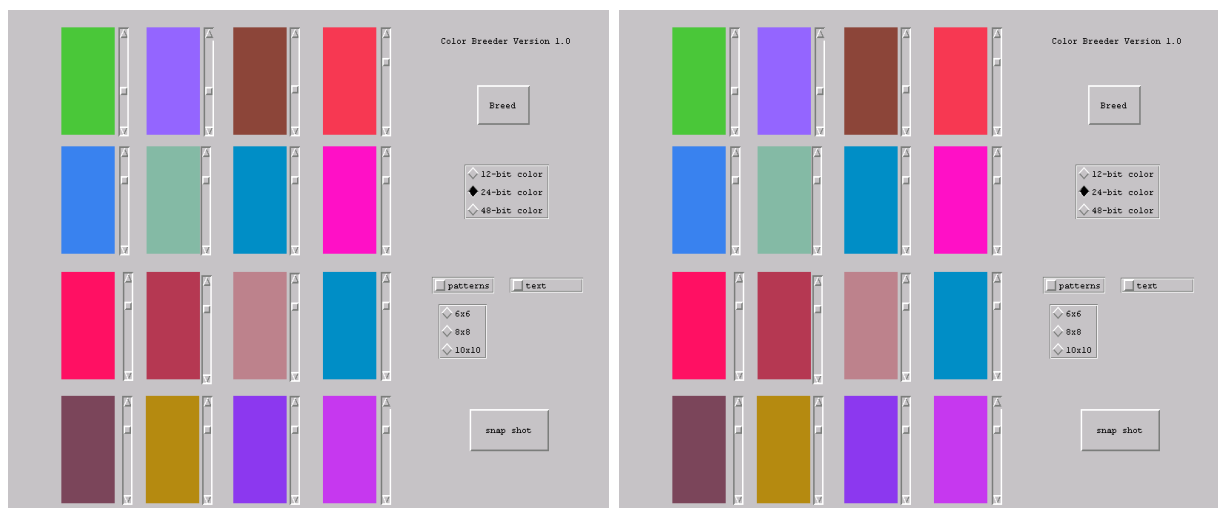 Color Breeder Version 1.0
Breed
12-bit color
24-bit color
48-bit color
patterns text
6x6
8x8
10x10
snap shot
Color Breeder Version 1.0
Breed
12-bit color
24-bit color
48-bit color
patterns text
6x6
8x8
10x10
snap shot